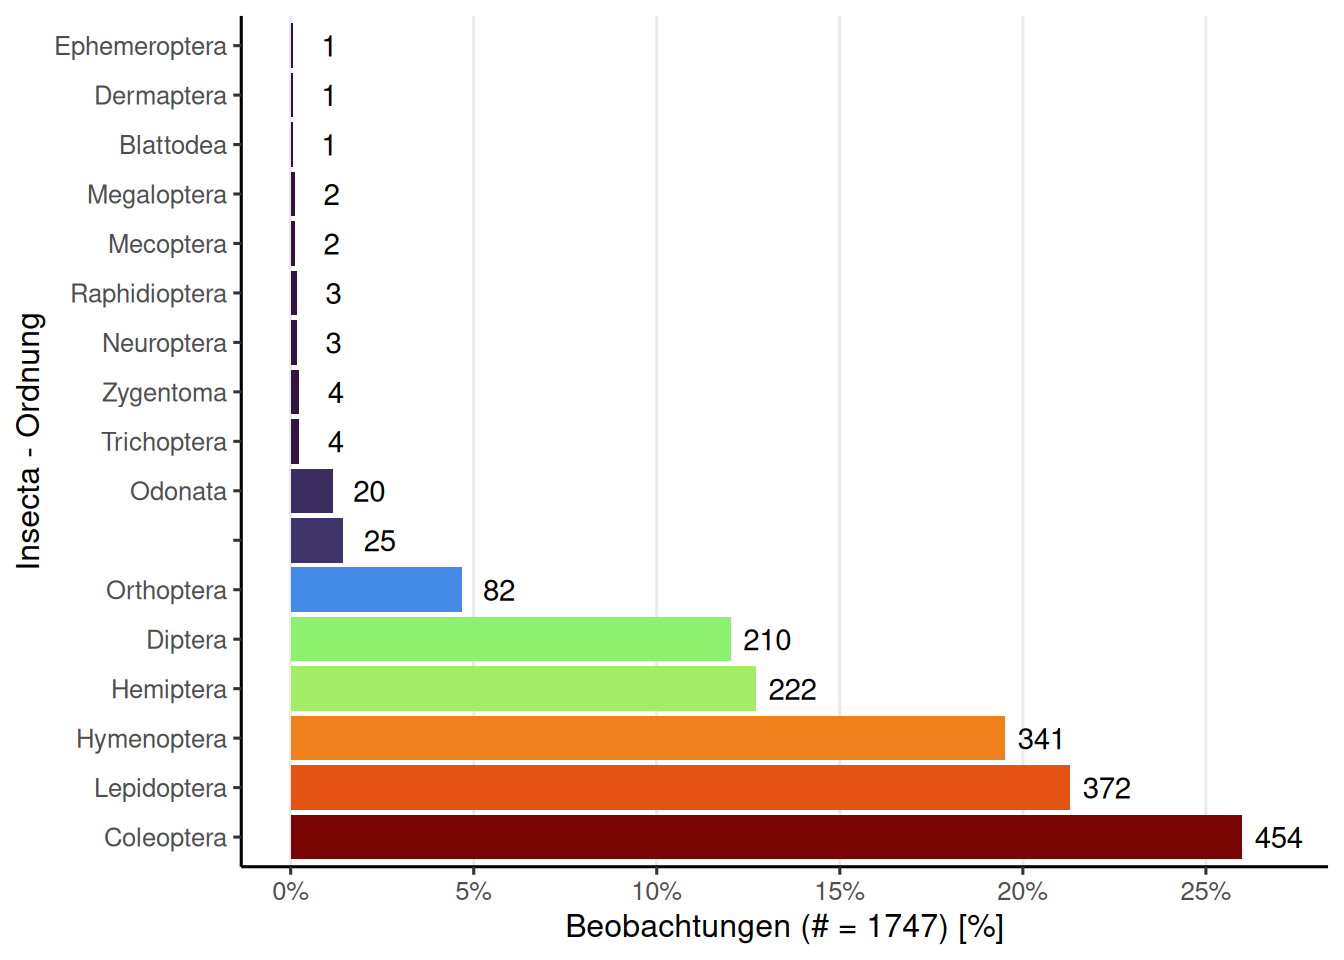 Insecta - Ordnung
Ephemeroptera 1
Dermaptera 1
Blattodea 1
Megaloptera 2
Mecoptera 2
Raphidioptera 3
Neuroptera 3
Zygentoma 4
Trichoptera 4
Odonata 20
25
Orthoptera 82
Diptera 210
Hemiptera 222
Hymenoptera 341
Lepidoptera 372
Coleoptera 454
0% 5% 10% 15% 20% 25%
Beobachtungen (# = 1747) [%]